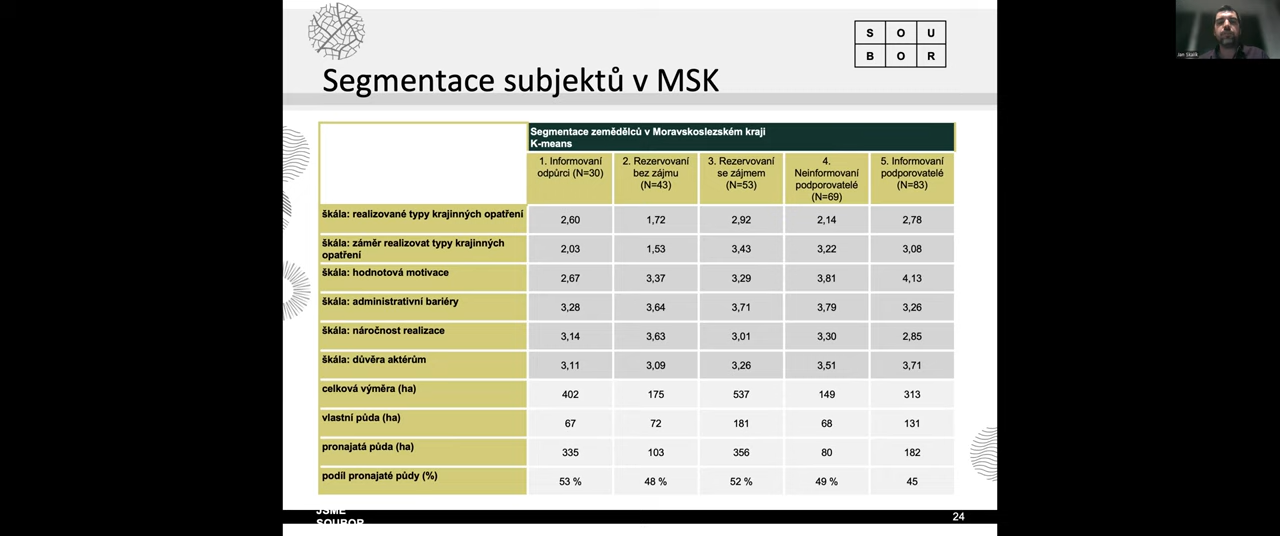 S O U
B O R
Jan Stalik
Segmentace subjektů v MSK
Segmentace zemědělců v Moravskoslezském kraji
K-means
1. Informovaní odpůrci (N=30) 2. Rezervovaní bez zájmu (N=43) 3. Rezervovaní se zájmem (N=53) 4. Neinformovaní podporovatelé (N=69) 5. Informovaní podporovatelé (N=83)
škála: realizované typy krajinných opatření 2,60 1,72 2,92 2,14 2,78
škála: záměr realizovat typy krajinných opatření 2,03 1,53 3,43 3,22 3,08
škála: hodnotová motivace 2,67 3,37 3,29 3,81 4,13
škála: administrativní bariéry 3,28 3,64 3,71 3,79 3,26
škála: náročnost realizace 3,14 3,63 3,01 3,30 2,85
škála: důvěra aktérům 3,11 3,09 3,26 3,51 3,71
celková výměra (ha) 402 175 537 149 313
vlastní půda (ha) 67 72 181 68 131
pronajatá půda (ha) 335 103 356 80 182
podíl pronajaté půdy (%) 53 % 48 % 52 % 49 % 45
JSME
SOUBOR
24